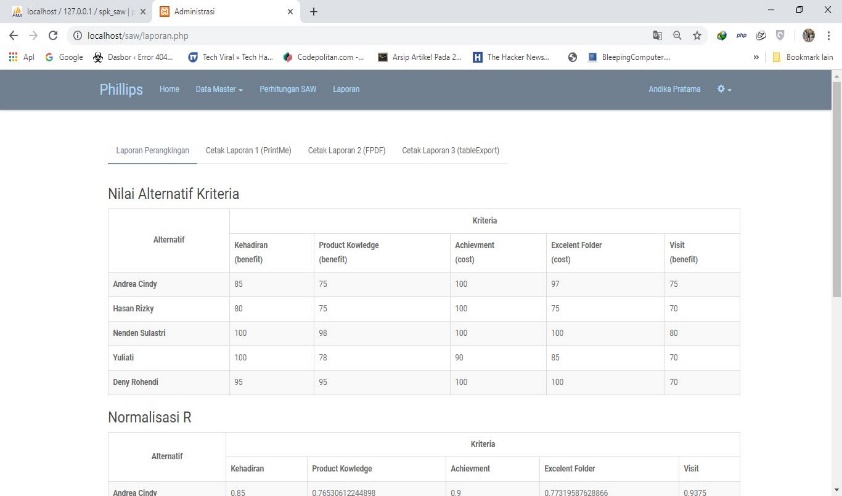 localhost / 127.0.0.1 / spk_saw | p
Administrasi
localhost/saw/laporan.php
php
Apl
Google
Dasbor ‹ Error 404...
Tech Viral « Tech Ha...
Codepolitan.com -...
Arsip Artikel Pada 2...
The Hacker News...
BleepingComputer...
»
Bookmark lain
Phillips
Home
Data Master
Perhitungan SAW
Laporan
Andika Pratama
Laporan Perangkingan
Cetak Laporan 1 (PrintMe)
Cetak Laporan 2 (FPDF)
Cetak Laporan 3 (tableExport)
Nilai Alternatif Kriteria
Alternatif
Kriteria
Kehadiran (benefit)
Product Kowledge (benefit)
Achievment (cost)
Excelent Folder (cost)
Visit (benefit)
Andrea Cindy 85 75 100 97 75
Hasan Rizky 80 75 100 75 70
Nenden Sulastri 100 98 100 100 80
Yuliati 100 78 90 85 70
Deny Rohendi 95 95 100 100 70
Normalisasi R
Alternatif
Kriteria
Kehadiran Product Kowledge Achievment Excelent Folder Visit
Andrea Cindy 0.85 0.76530612244898 0.9 0.77319587628866 0.9375